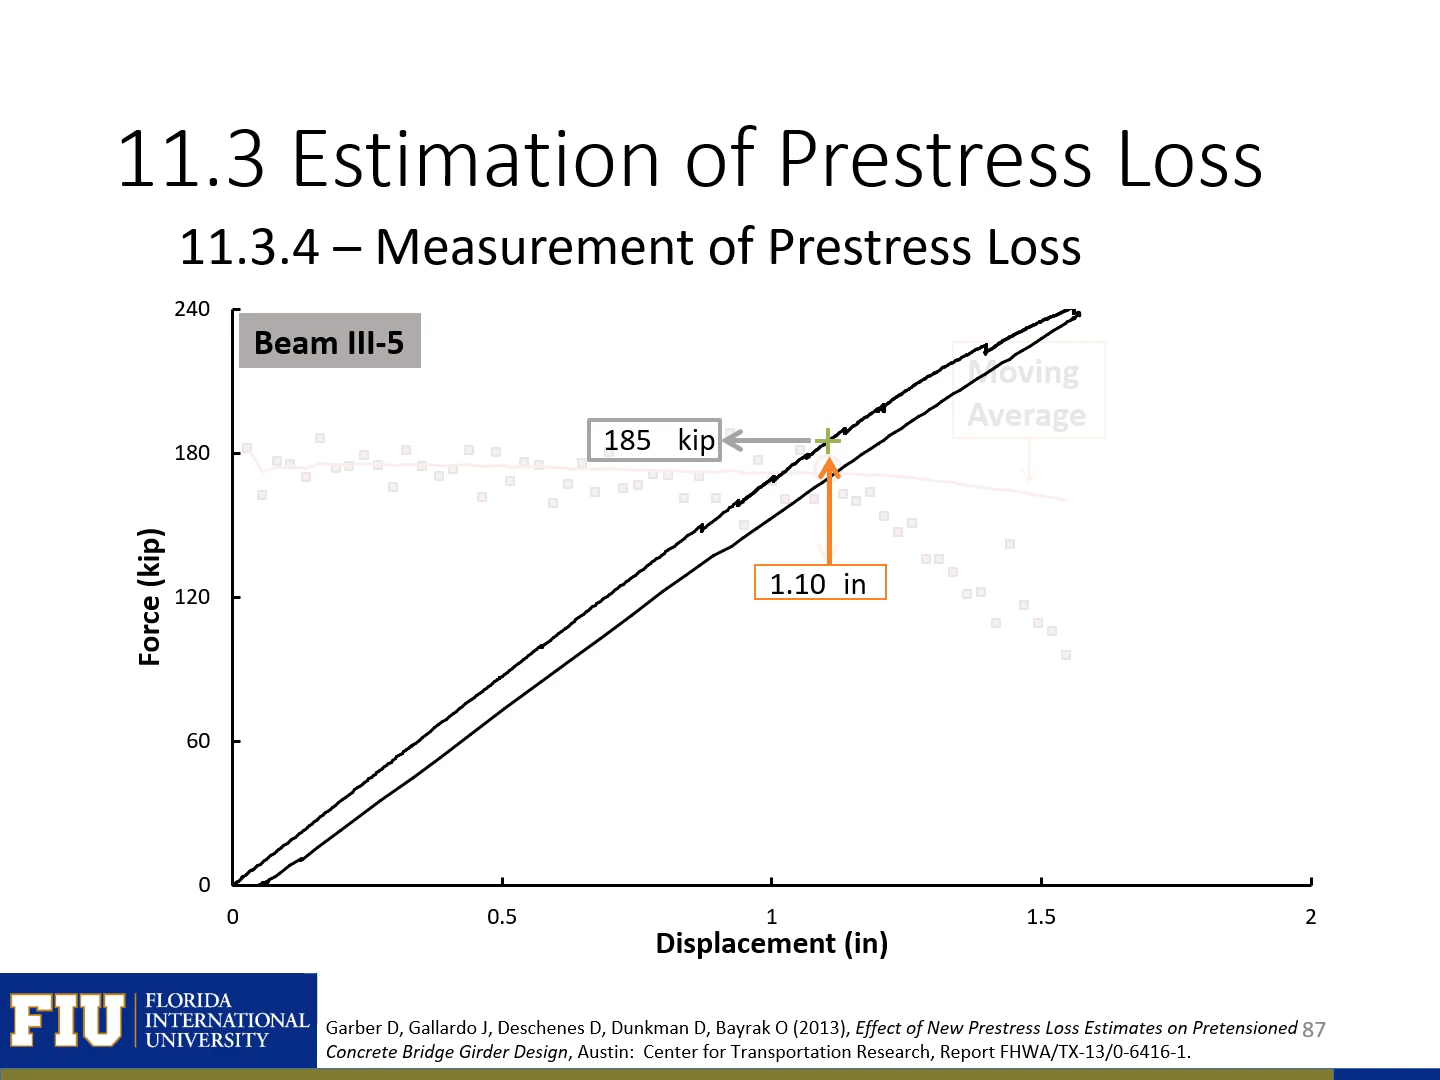 11.3 Estimation of Prestress Loss
11.3.4 – Measurement of Prestress Loss
240
Beam III-5
Moving
Average
185 kip
180
1.10 in
120
Force (kip)
60
0
0 0.5 1 1.5 2
Displacement (in)
FIU
FLORIDA
INTERNATIONAL
UNIVERSITY
Garber D, Gallardo J, Deschenes D, Dunkman D, Bayrak O (2013), Effect of New Prestress Loss Estimates on Pretensioned
Concrete Bridge Girder Design, Austin: Center for Transportation Research, Report FHWA/TX-13/0-6416-1.
87